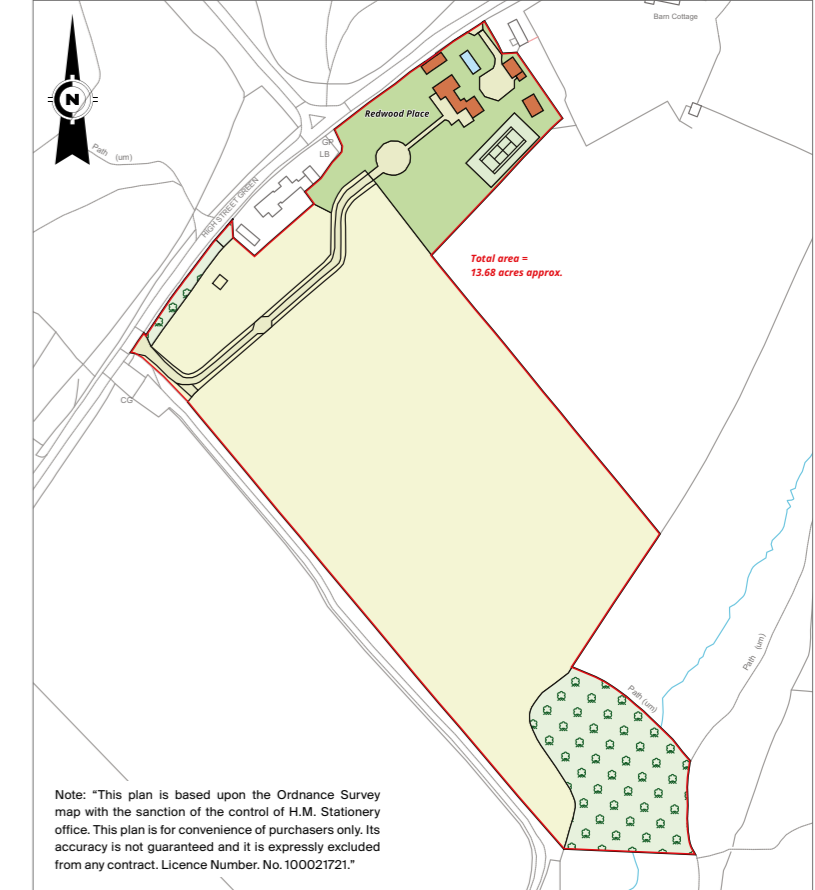 Barn Cottage
N
Redwood Place
GP
LB
Path (um)
HIGH STREET GREEN
Total area =
13.68 acres approx.
CG
Path (um)
Path (um)
Note: “This plan is based upon the Ordnance Survey
map with the sanction of the control of H.M. Stationery
office. This plan is for convenience of purchasers only. Its
accuracy is not guaranteed and it is expressly excluded
from any contract. Licence Number. No. 100021721.”